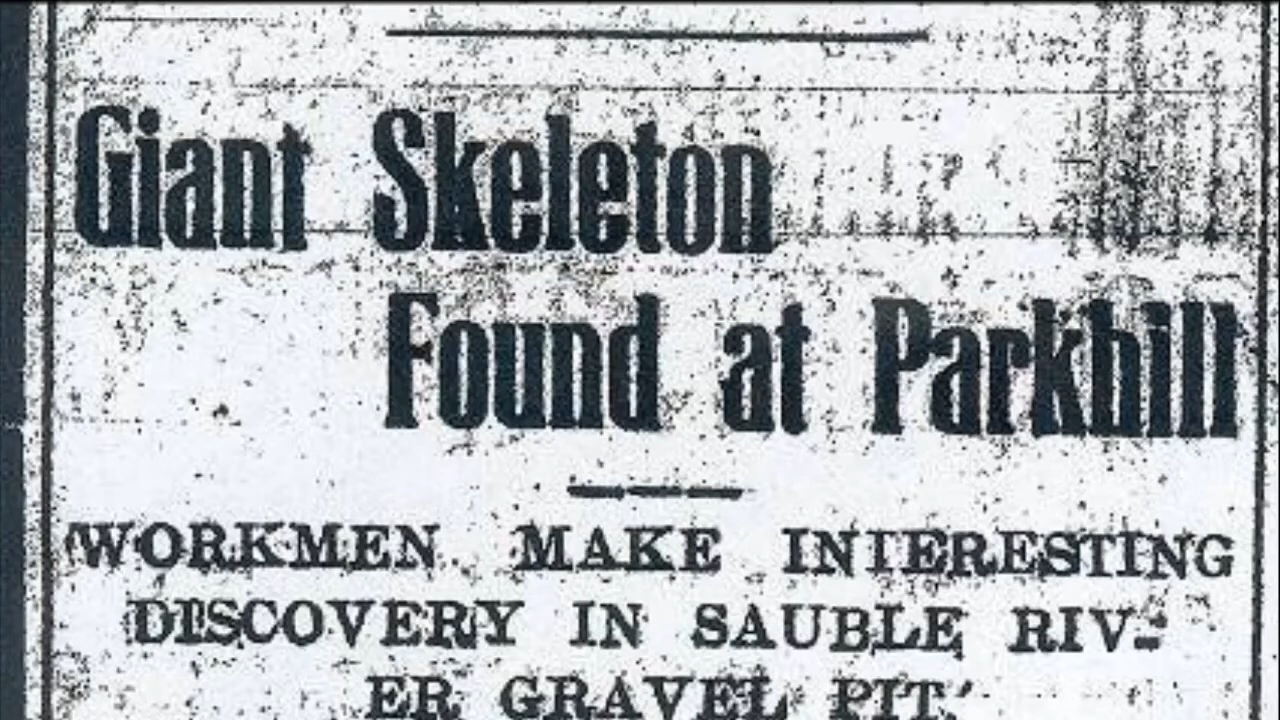 Giant Skeleton
Found at Parkhill
WORKMEN MAKE INTERESTING
DISCOVERY IN SAUBLE RIV-
ER GRAVEL PIT.